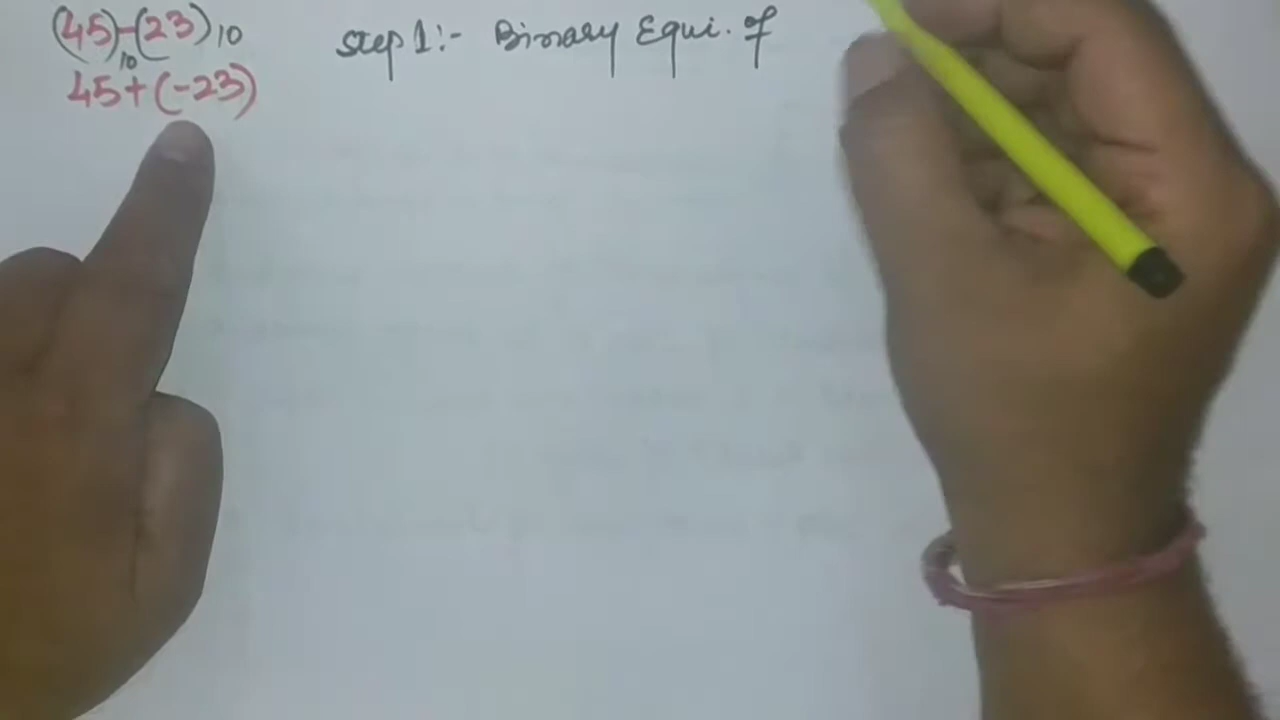 (45)10-(23)10
45+(-23)
Step 1:- Binary Equi. of